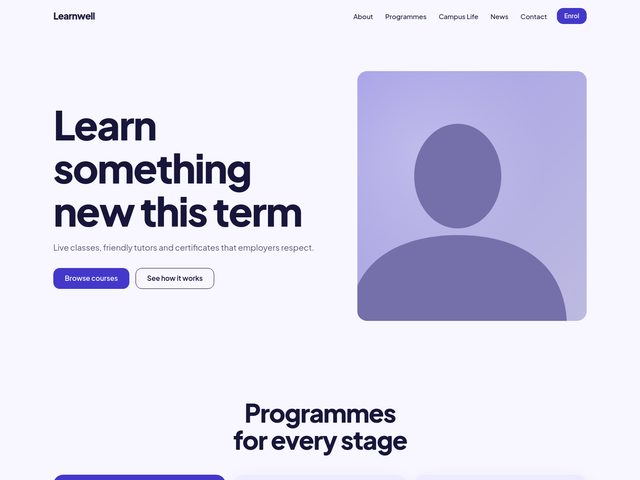 Learnwell
About
Programmes
Campus Life
News
Contact
Enrol
Learn
something
new this term
Live classes, friendly tutors and certificates that employers respect.
Browse courses
See how it works
Programmes
for every stage